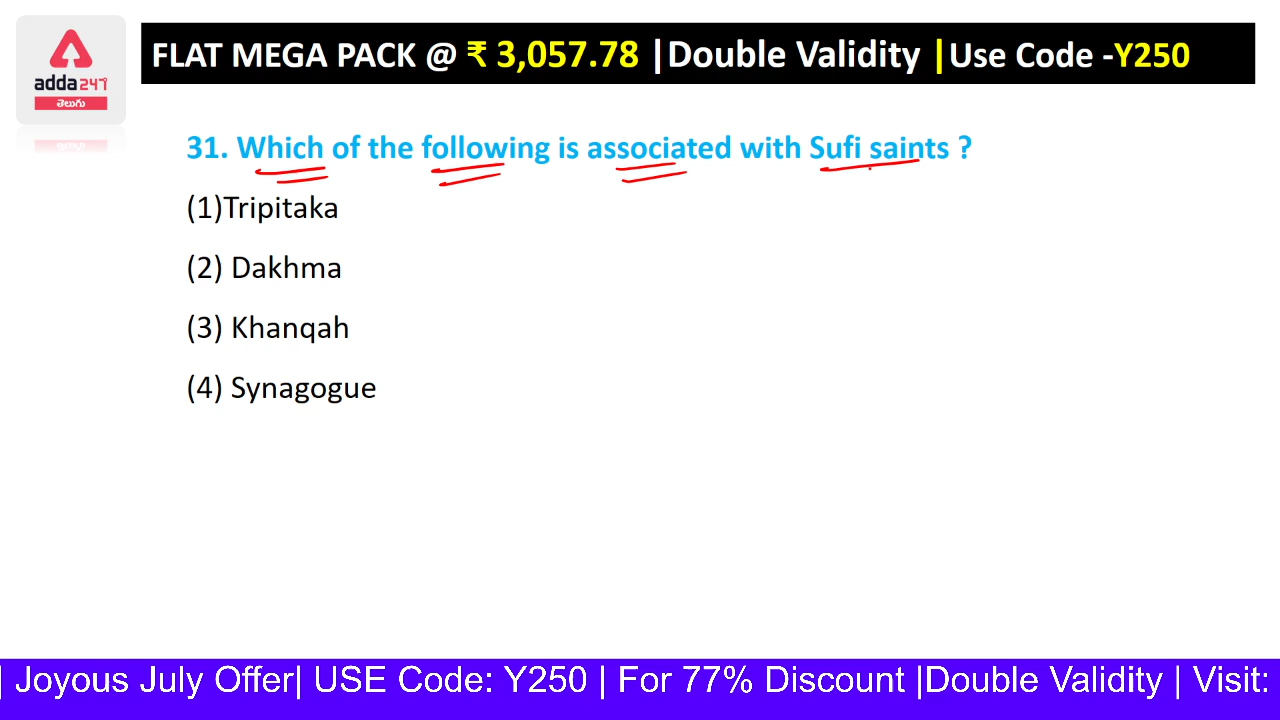 adda247
తెలుగు
FLAT MEGA PACK @ ₹ 3,057.78 |Double Validity |Use Code -Y250
31. Which of the following is associated with Sufi saints ?
(1)Tripitaka
(2) Dakhma
(3) Khanqah
(4) Synagogue
| Joyous July Offer| USE Code: Y250 | For 77% Discount |Double Validity | Visit: